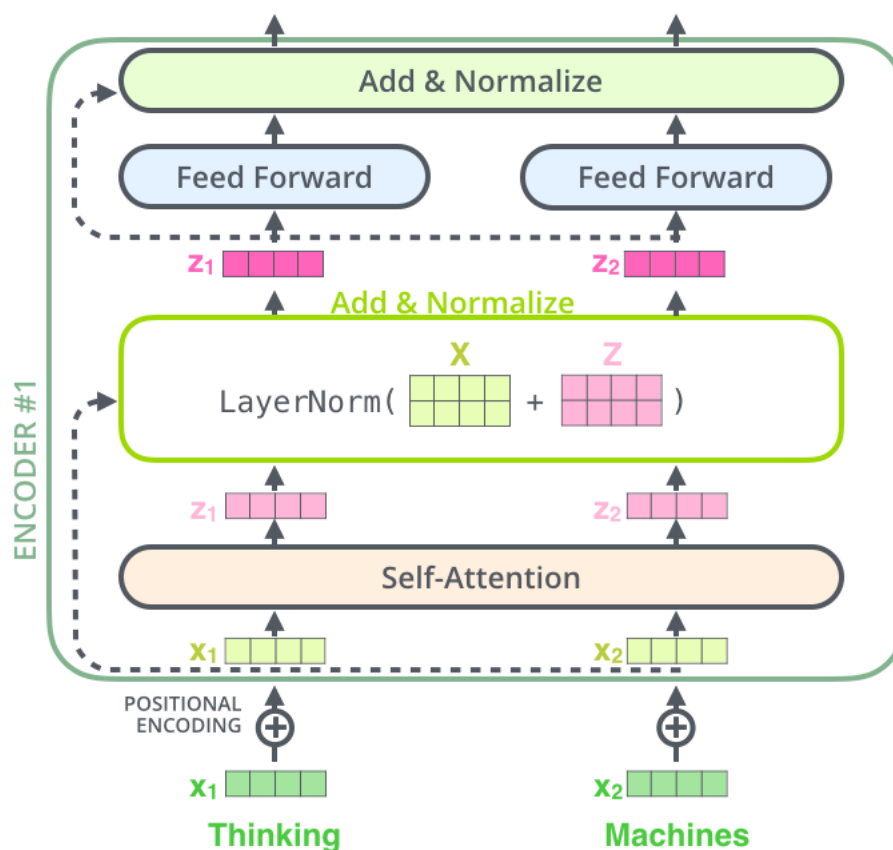 Add & Normalize
Feed Forward
Feed Forward
z1
z2
Add & Normalize
X
Z
LayerNorm( + )
ENCODER #1
z1
z2
Self-Attention
x1
x2
POSITIONAL
ENCODING
x1
x2
Thinking
Machines